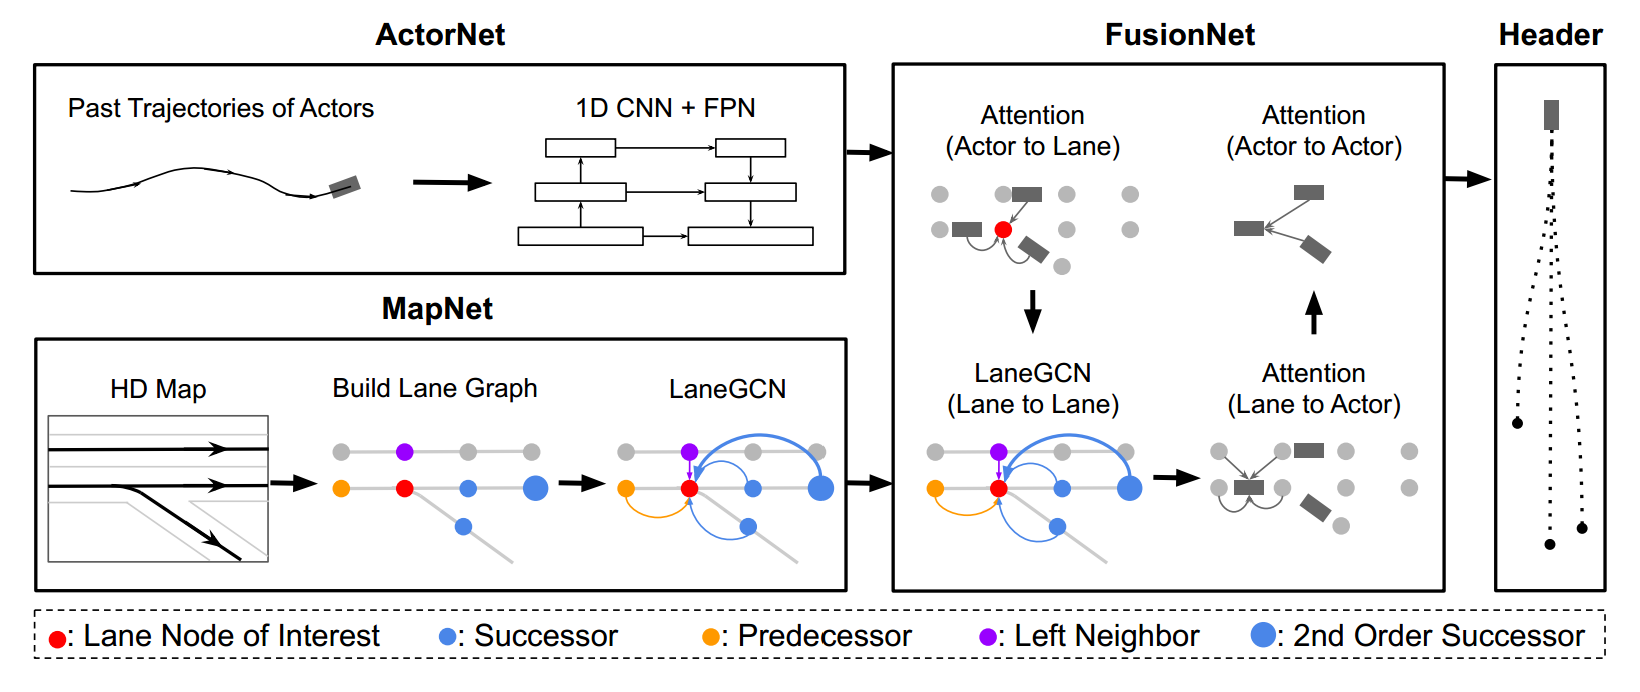 ActorNet
Past Trajectories of Actors
1D CNN + FPN
MapNet
HD Map
Build Lane Graph
LaneGCN
FusionNet
Attention
(Actor to Lane)
Attention
(Actor to Actor)
LaneGCN
(Lane to Lane)
Attention
(Lane to Actor)
Header
: Lane Node of Interest
: Successor
: Predecessor
: Left Neighbor
: 2nd Order Successor